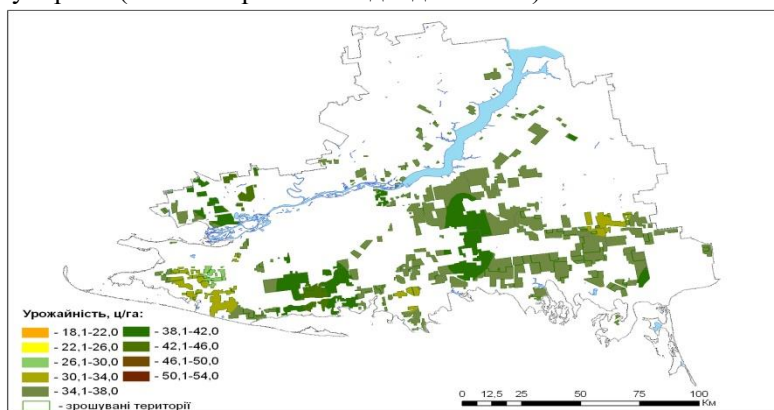 Урожайність, ц/га:
- 18,1-22,0
- 22,1-26,0
- 26,1-30,0
- 30,1-34,0
- 34,1-38,0
- 38,1-42,0
- 42,1-46,0
- 46,1-50,0
- 50,1-54,0
- зрошувані території
0 12,5 25 50 75 100
Км